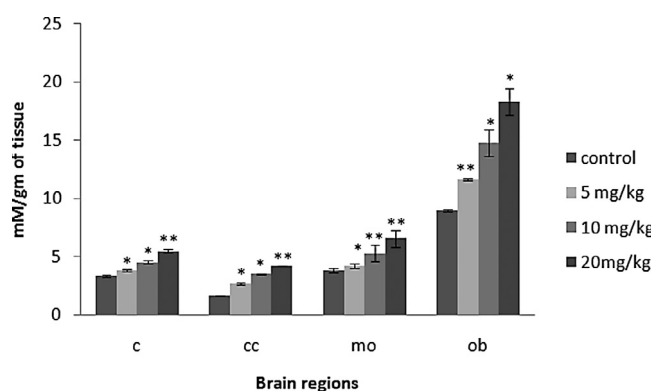 25
20
15
10
5
0
mM/gm of tissue
* * **
* * **
* ** **
** * *
c cc mo ob
Brain regions
control
5 mg/kg
10 mg/kg
20mg/kg